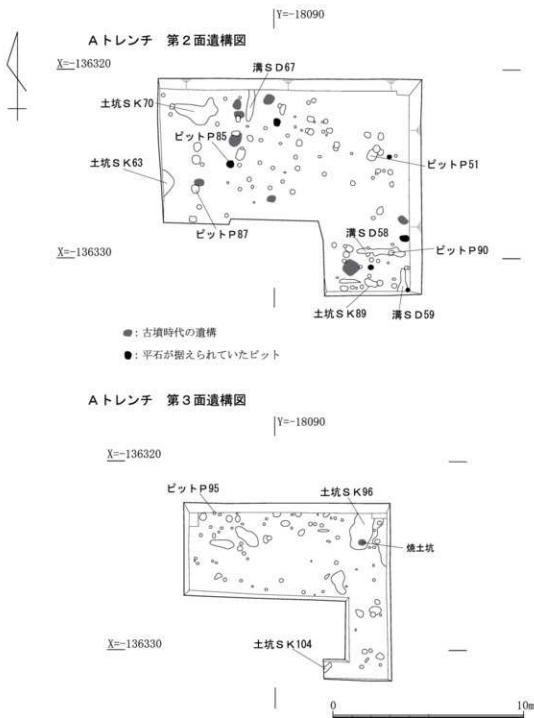 Y=-18090
Aトレンチ 第2面遺構図
X=-136320
溝SD67
土坑SK70
ピットP85
土坑SK63
ピットP51
ピットP87
溝SD58
X=-136330
ピットP90
土坑SK89
溝SD59
:古墳時代の遺構
:平石が据えられていたピット
Aトレンチ 第3面遺構図
Y=-18090
X=-136320
ピットP95
土坑SK96
焼土坑
X=-136330
土坑SK104
0 10m